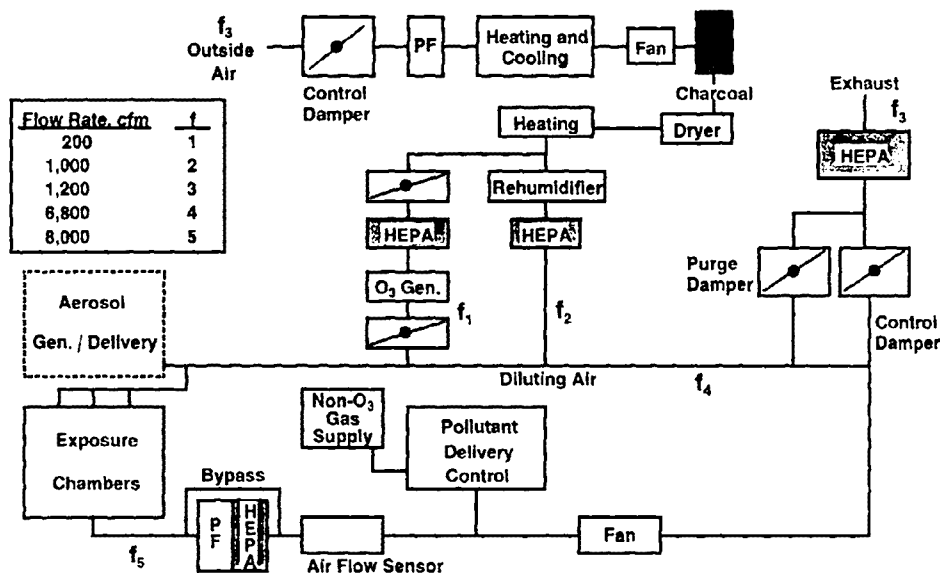 f3
Outside
Air
Control
Damper
PF
Heating and
Cooling
Fan
Charcoal
Dryer
Heating
Exhaust
f3
HEPA
Flow Rate, cfm f
200 1
1,000 2
1,200 3
6,800 4
8,000 5
HEPA
O3 Gen.
f1
Rehumidifier
HEPA
f2
Purge
Damper
Control
Damper
Aerosol
Gen. / Delivery
Diluting Air
f4
Exposure
Chambers
f5
Bypass
PF
HEPA
Non-O3
Gas
Supply
Pollutant
Delivery
Control
Air Flow Sensor
Fan